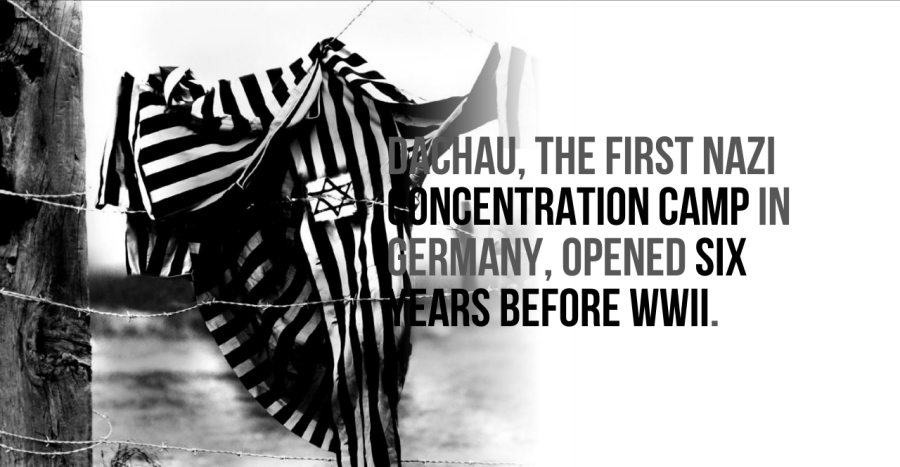 DACHAU, THE FIRST NAZI
CONCENTRATION CAMP IN
GERMANY, OPENED SIX
YEARS BEFORE WWII.